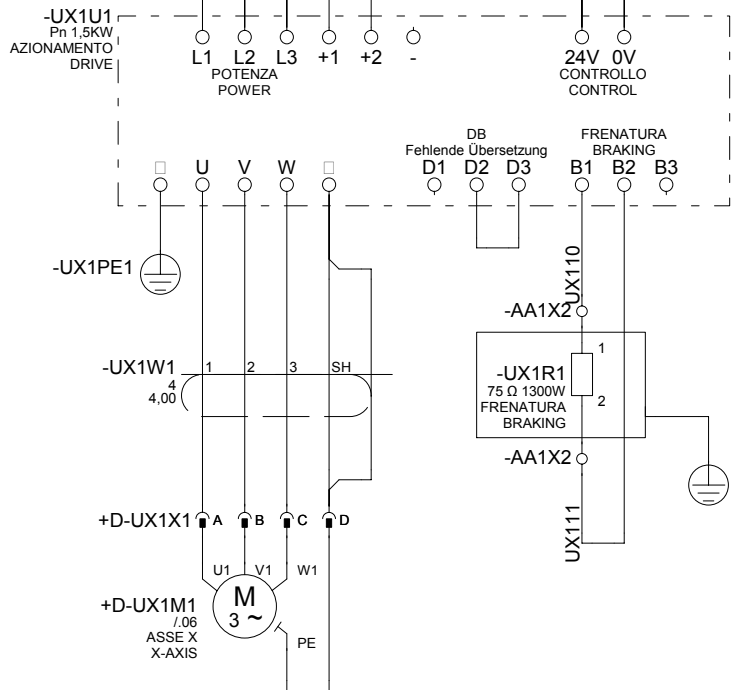 -UX1U1
Pn 1,5KW
AZIONAMENTO
DRIVE
L1 L2 L3 +1 +2 -
POTENZA
POWER
24V 0V
CONTROLLO
CONTROL
DB
Fehlende Übersetzung
FRENATURA
BRAKING
U V W
D1 D2 D3
B1 B2 B3
-UX1PE1
UX110
-AA1X2
-UX1W1
4
4,00
1 2 3 SH
-UX1R1
75 Ω 1300W
FRENATURA
BRAKING
1
2
-AA1X2
UX111
+D-UX1X1
A B C D
U1 V1 W1
+D-UX1M1
/.06
ASSE X
X-AXIS
M
3 ~
PE